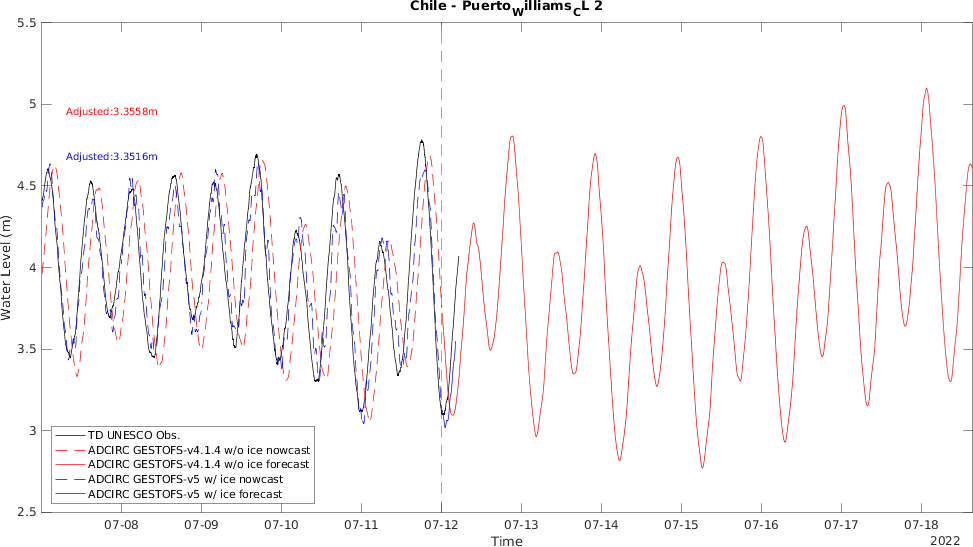 Chile - Puerto_Williams_CL 2
5.5
5
4.5
4
3.5
3
2.5
Water Level (m)
Adjusted:3.3558m
Adjusted:3.3516m
TD UNESCO Obs.
ADCIRC GESTOFS-v4.1.4 w/o ice nowcast
ADCIRC GESTOFS-v4.1.4 w/o ice forecast
ADCIRC GESTOFS-v5 w/ ice nowcast
ADCIRC GESTOFS-v5 w/ ice forecast
07-08 07-09 07-10 07-11 07-12 07-13 07-14 07-15 07-16 07-17 07-18
Time
2022